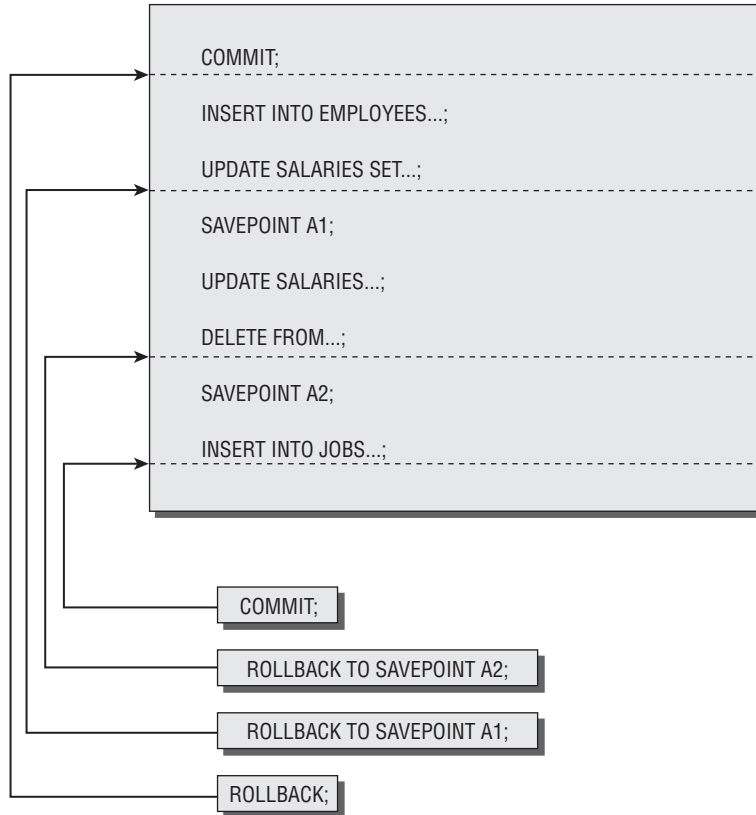 COMMIT;
INSERT INTO EMPLOYEES...;
UPDATE SALARIES SET...;
SAVEPOINT A1;
UPDATE SALARIES...;
DELETE FROM...;
SAVEPOINT A2;
INSERT INTO JOBS...;
COMMIT;
ROLLBACK TO SAVEPOINT A2;
ROLLBACK TO SAVEPOINT A1;
ROLLBACK;